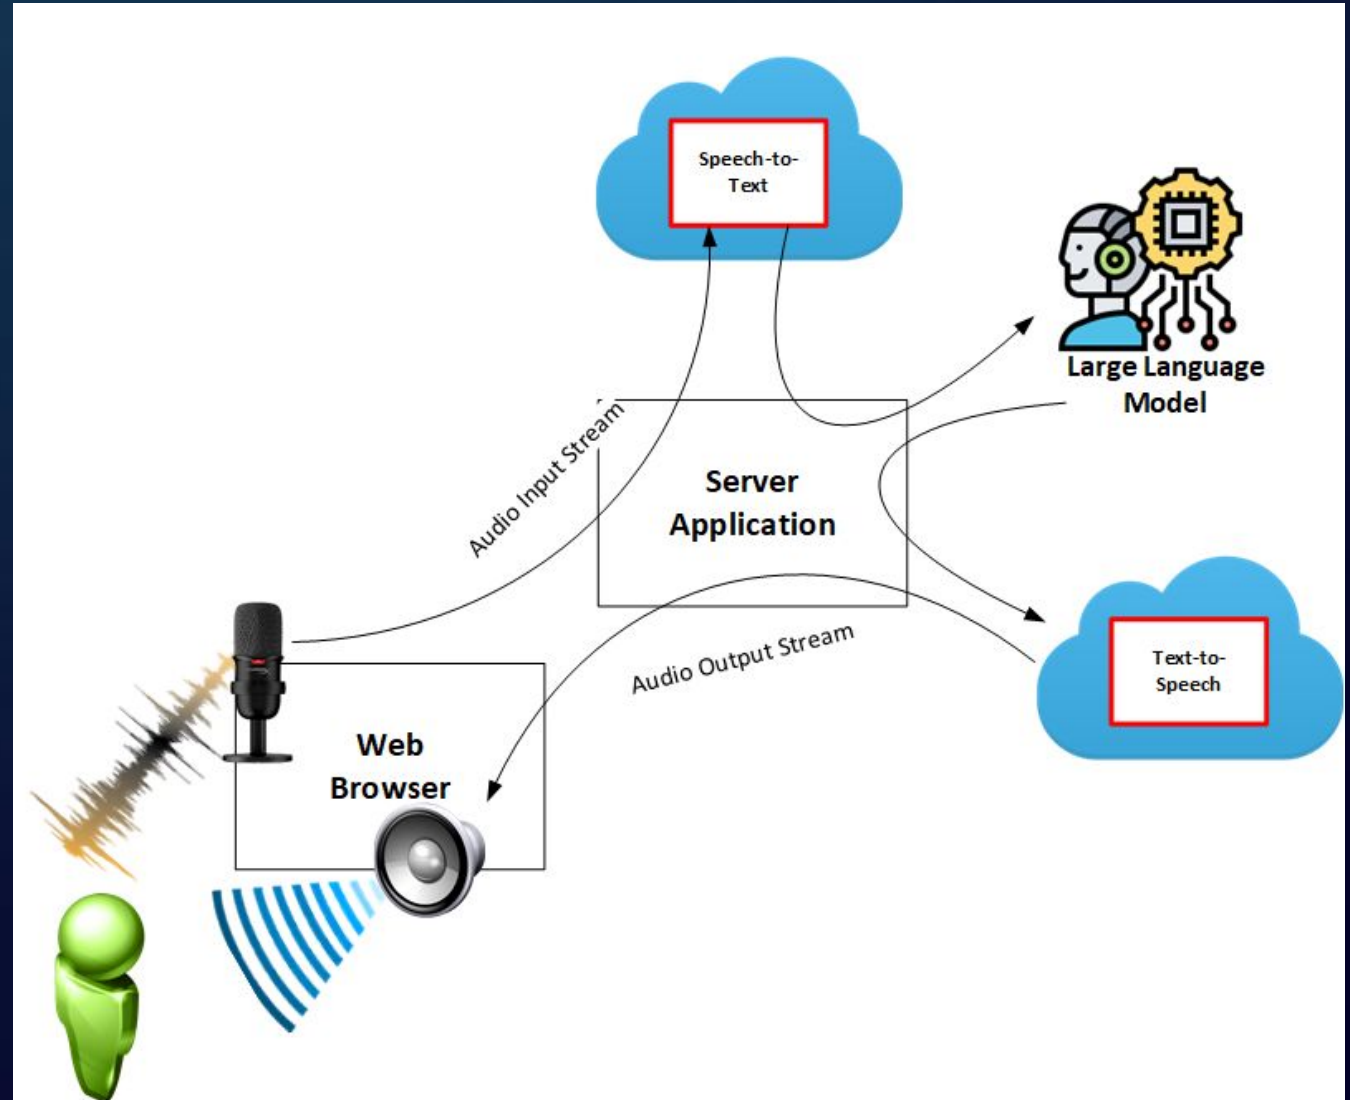 Speech-to-
Text
Large Language
Model
Audio Input Stream
Server
Application
Audio Output Stream
Text-to-
Speech
Web
Browser